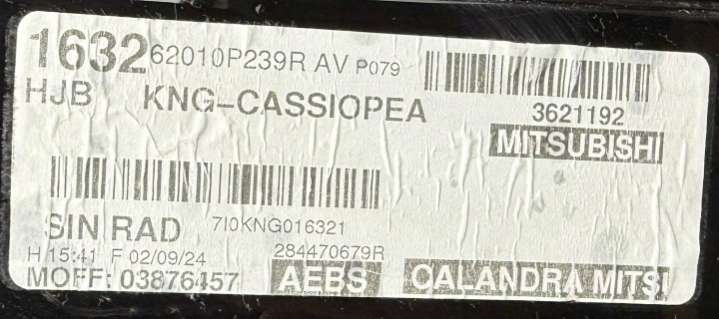 1632 62010P239R AV P079
HJB KNG-CASSIOPEA
3621192
MITSUBISHI
SIN RAD 7I0KNG016321
H 15:41 F 02/09/24 284470679R
MOFF: 03876457 AEBS CALANDRA MITSI